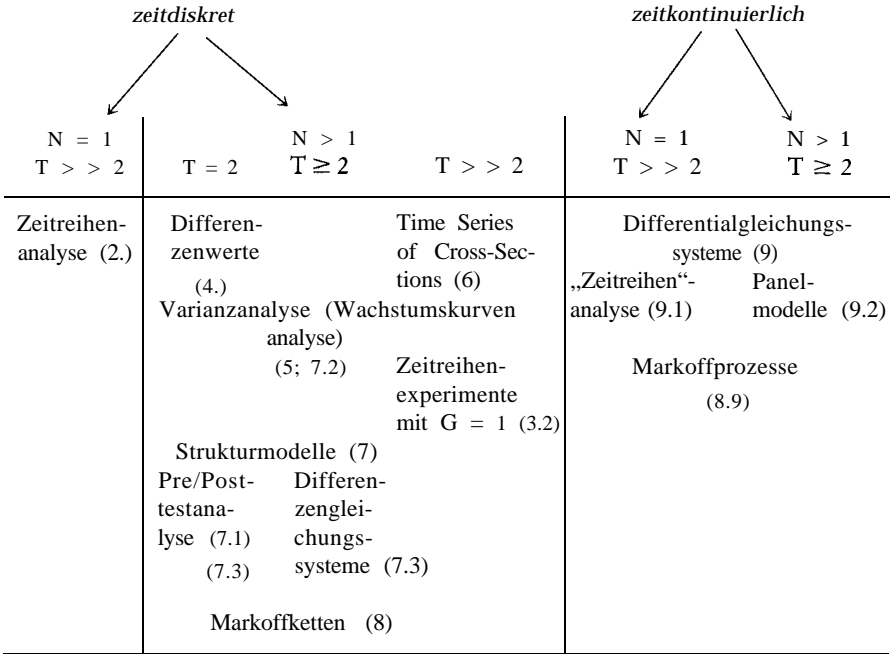 zeitdiskret zeitkontinuierlich
N = 1 N > 1 N = 1 N > 1
T > > 2 T = 2 T ≥ 2 T > > 2 T > > 2 T ≥ 2
Zeitreihen-
analyse (2.)
Differen-
zenwerte
(4.)
Time Series
of Cross-Sec-
tions (6)
Varianzanalyse (Wachstumskurven
analyse)
(5; 7.2)
Zeitreihen-
experimente
mit G = 1 (3.2)
Strukturmodelle (7)
Pre/Post-
testana-
lyse (7.1)
(7.3)
Differen-
zenglei-
chungs-
systeme (7.3)
Markoffketten (8)
Differentialgleichungs-
systeme (9)
„Zeitreihen“-
analyse (9.1)
Panel-
modelle (9.2)
Markoffprozesse
(8.9)